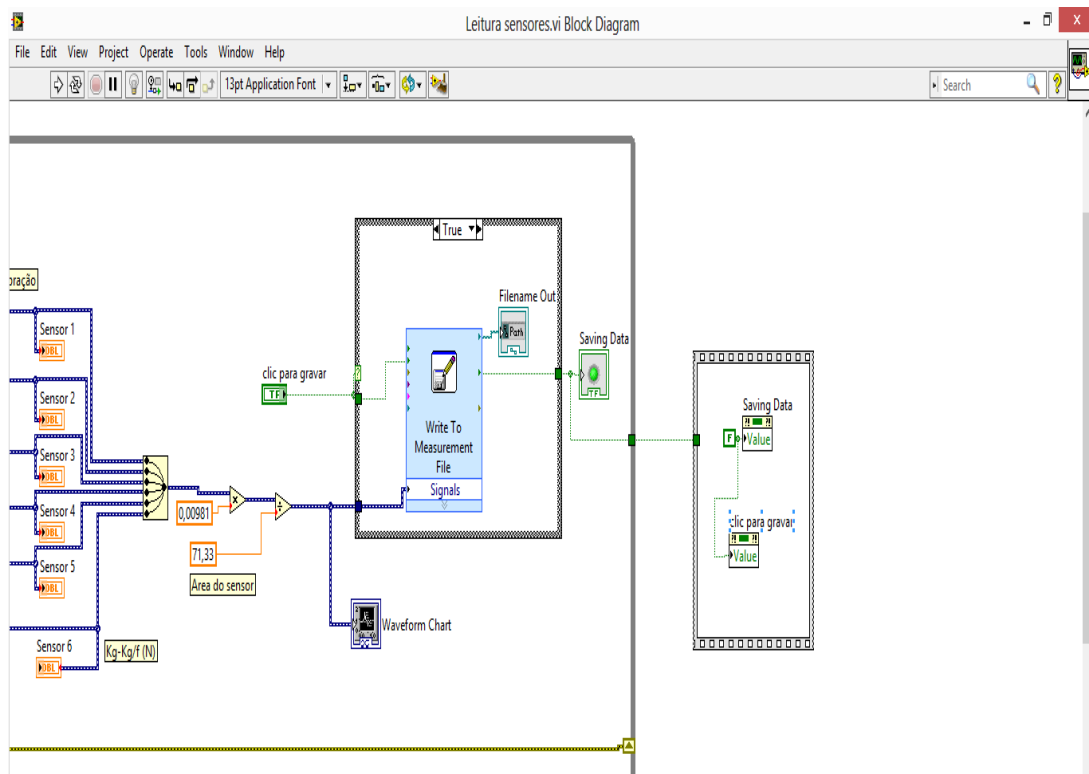 Leitura sensores.vi Block Diagram
File Edit View Project Operate Tools Window Help
13pt Application Font
Search
True
oração
Filename Out
Path
Saving Data
TF
Sensor 1
DBL
clic para gravar
TF
Sensor 2
DBL
Write To
Measurement
File
Signals
Saving Data
F
Value
Sensor 3
DBL
0,00981
Sensor 4
DBL
clic para gravar
Value
71,33
Sensor 5
DBL
Area do sensor
Waveform Chart
Sensor 6
DBL
Kg-Kg/f (N)